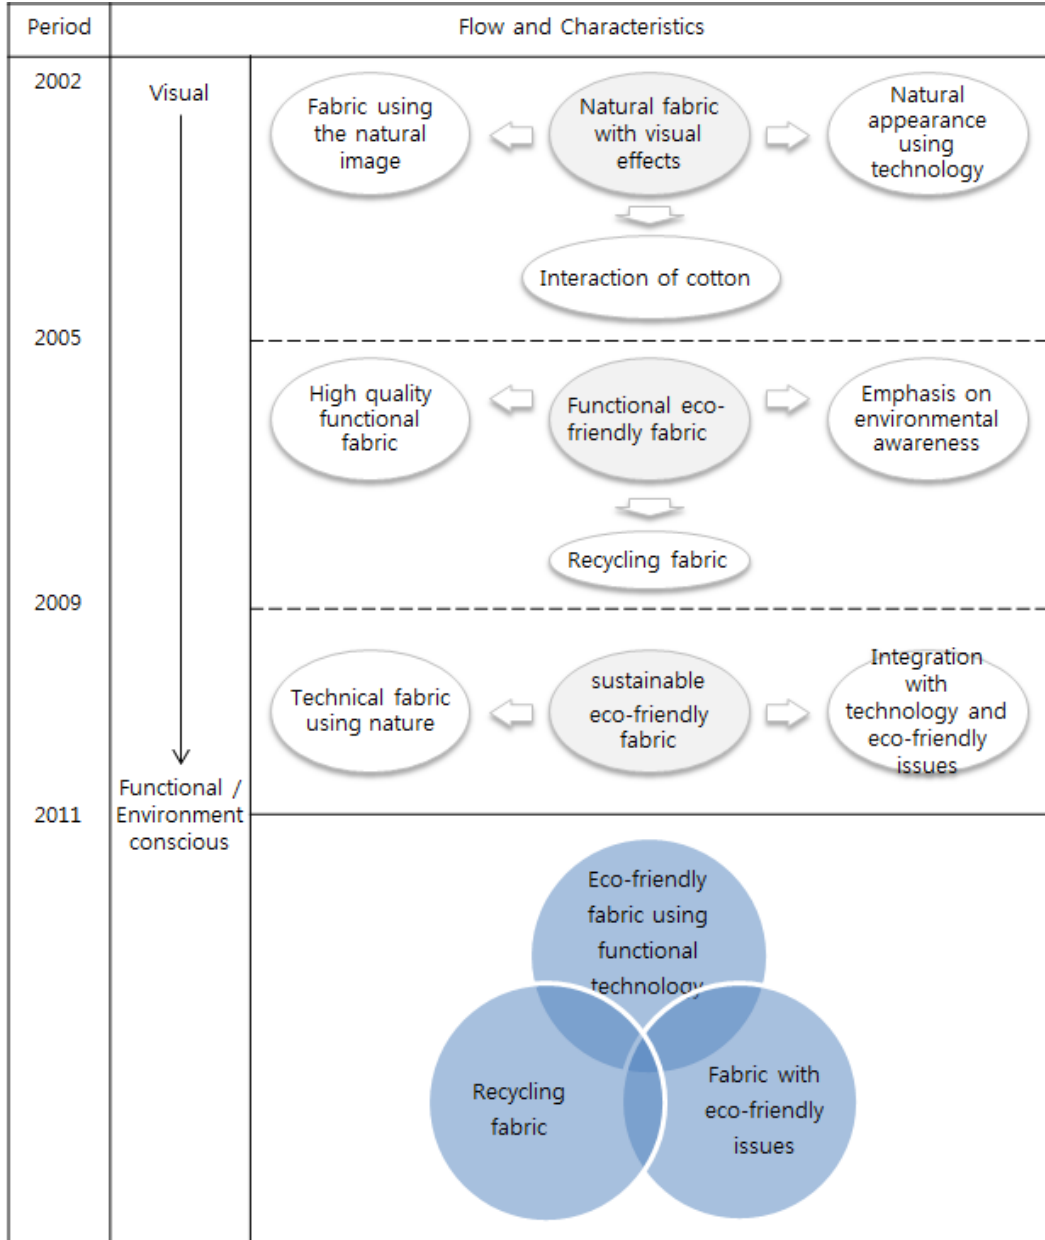 Period
Flow and Characteristics
2002
Visual
Fabric using
the natural
image
Natural fabric
with visual
effects
Natural
appearance
using
technology
Interaction of cotton
2005
High quality
functional
fabric
Functional eco-
friendly fabric
Emphasis on
environmental
awareness
Recycling fabric
2009
Technical fabric
using nature
sustainable
eco-friendly
fabric
Integration
with
technology and
eco-friendly
issues
Functional /
Environment
conscious
2011
Eco-friendly
fabric using
functional
technology
Recycling
fabric
Fabric with
eco-friendly
issues